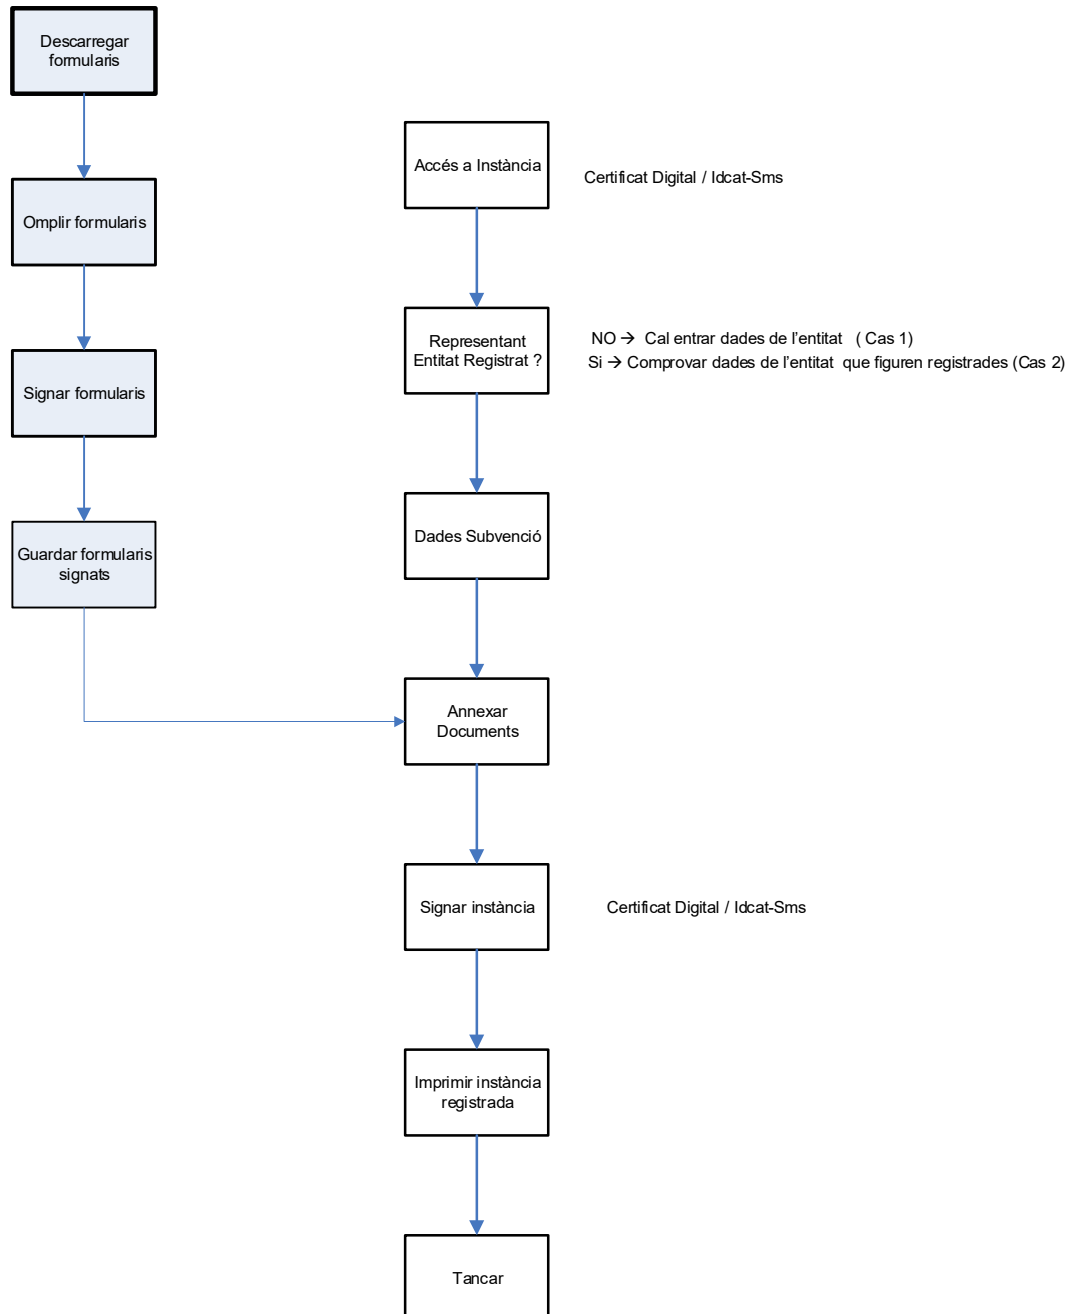 Descarregar
formularis
Omplir formularis
Signar formularis
Guardar formularis
signats
Accés a Instància
Certificat Digital / Idcat-Sms
Representant
Entitat Registrat ?
NO → Cal entrar dades de l'entitat ( Cas 1)
Si → Comprovar dades de l'entitat que figuren registrades (Cas 2)
Dades Subvenció
Annexar
Documents
Signar instància
Certificat Digital / Idcat-Sms
Imprimir instància
registrada
Tancar